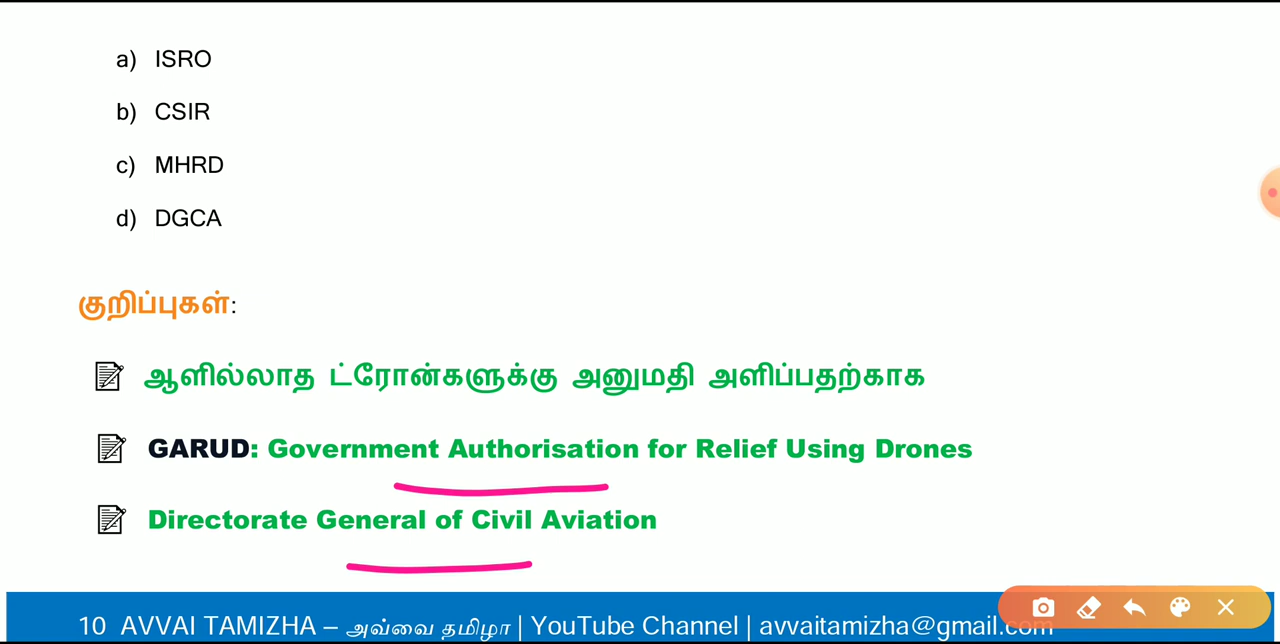 a) ISRO
b) CSIR
c) MHRD
d) DGCA
குறிப்புகள்:
ஆளில்லாத ட்ரோன்களுக்கு அனுமதி அளிப்பதற்காக
GARUD: Government Authorisation for Relief Using Drones
Directorate General of Civil Aviation
10 AVVAI TAMIZHA – அவ்வை தமிழா | YouTube Channel | avvaitamizha@gmail.com